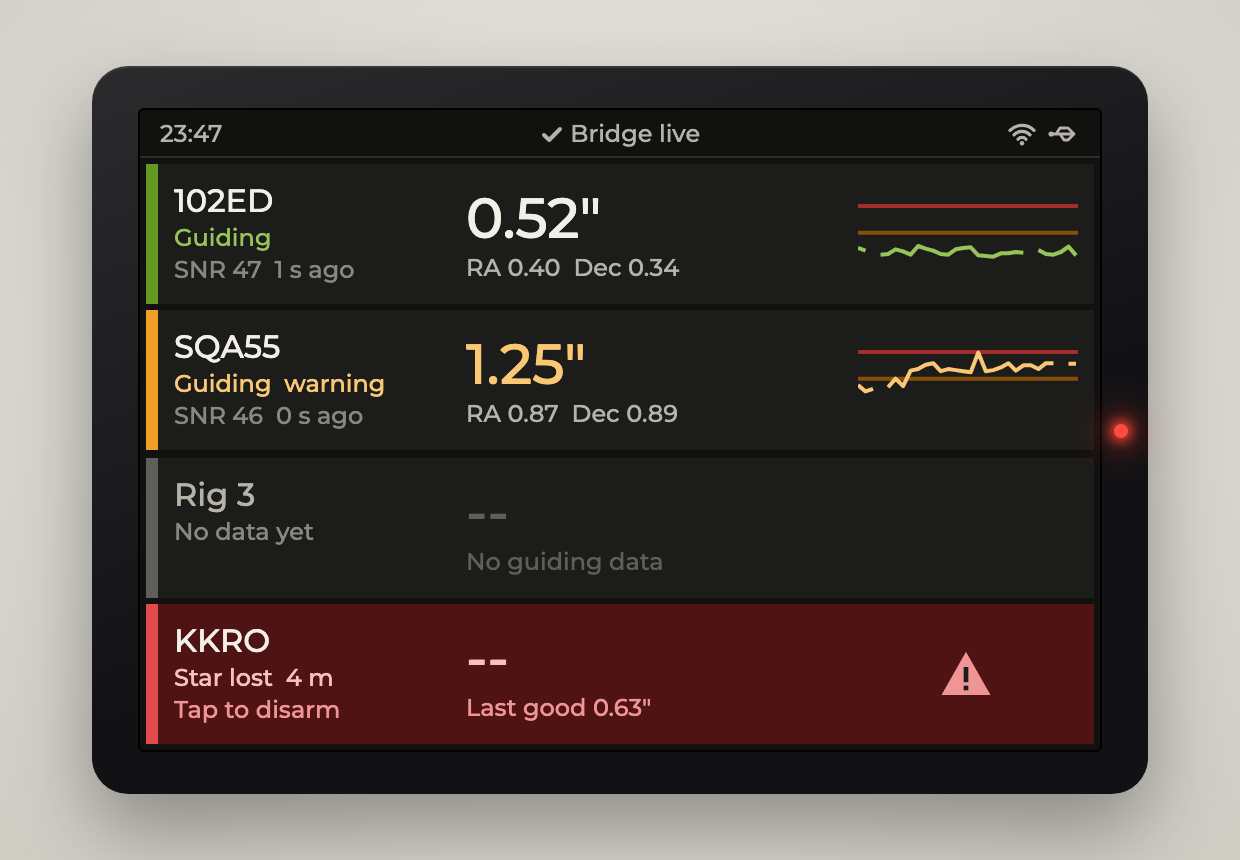 23:47
Bridge live
102ED
Guiding
SNR 47 1 s ago
0.52"
RA 0.40 Dec 0.34
SQA55
Guiding warning
SNR 46 0 s ago
1.25"
RA 0.87 Dec 0.89
Rig 3
No data yet
--
No guiding data
KKRO
Star lost 4 m
Tap to disarm
--
Last good 0.63"